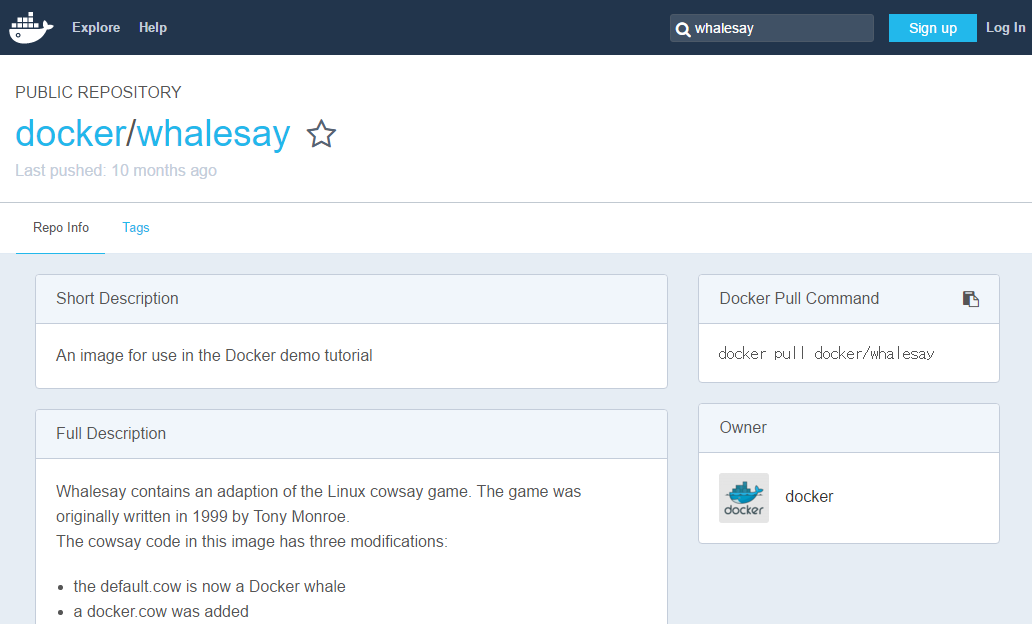 Explore Help whalesay Sign up Log In
PUBLIC REPOSITORY
docker/whalesay
Last pushed: 10 months ago
Repo Info Tags
Short Description
An image for use in the Docker demo tutorial
Full Description
Whalesay contains an adaption of the Linux cowsay game. The game was
originally written in 1999 by Tony Monroe.
The cowsay code in this image has three modifications:
• the default.cow is now a Docker whale
• a docker.cow was added
Docker Pull Command
docker pull docker/whalesay
Owner
docker
docker